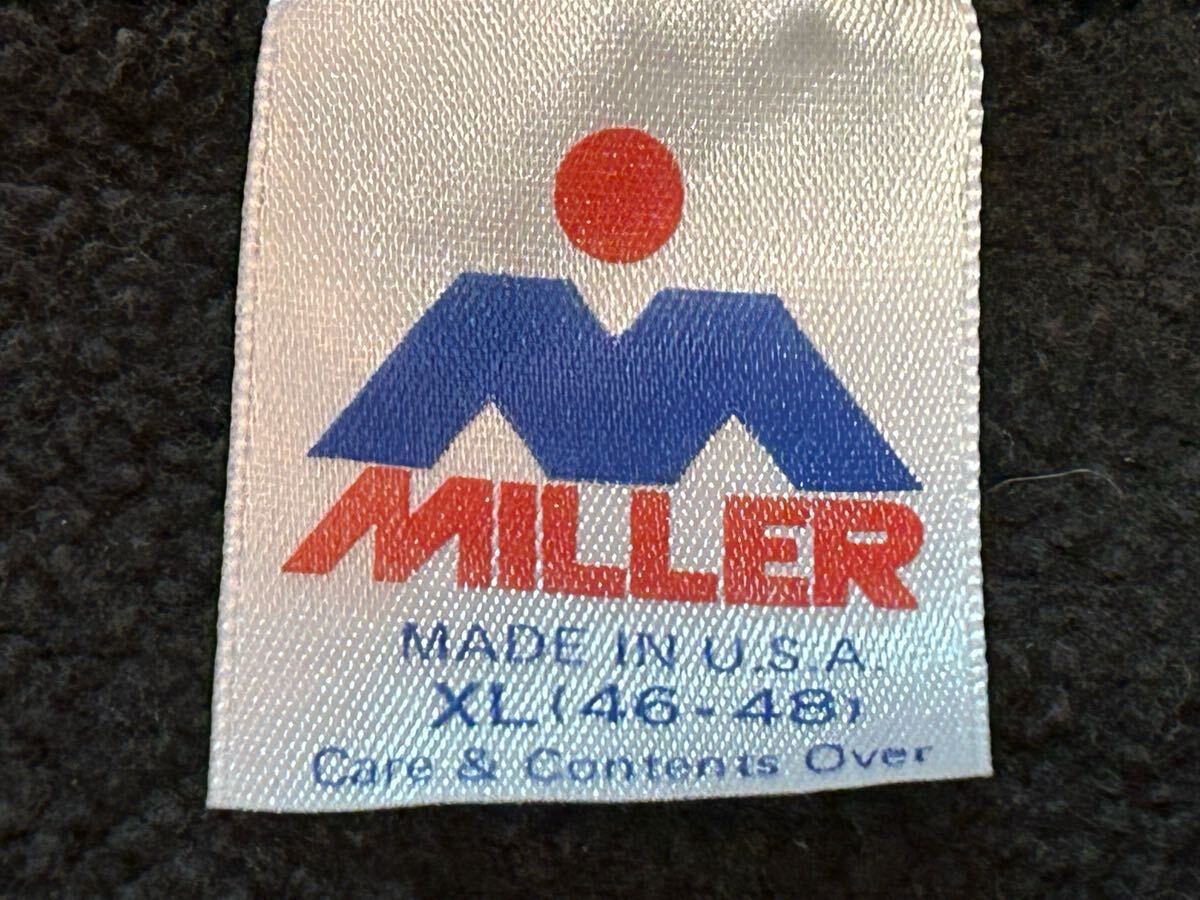 MILLER
MADE IN U.S.A.
XL (46-48)
Care & Contents Over